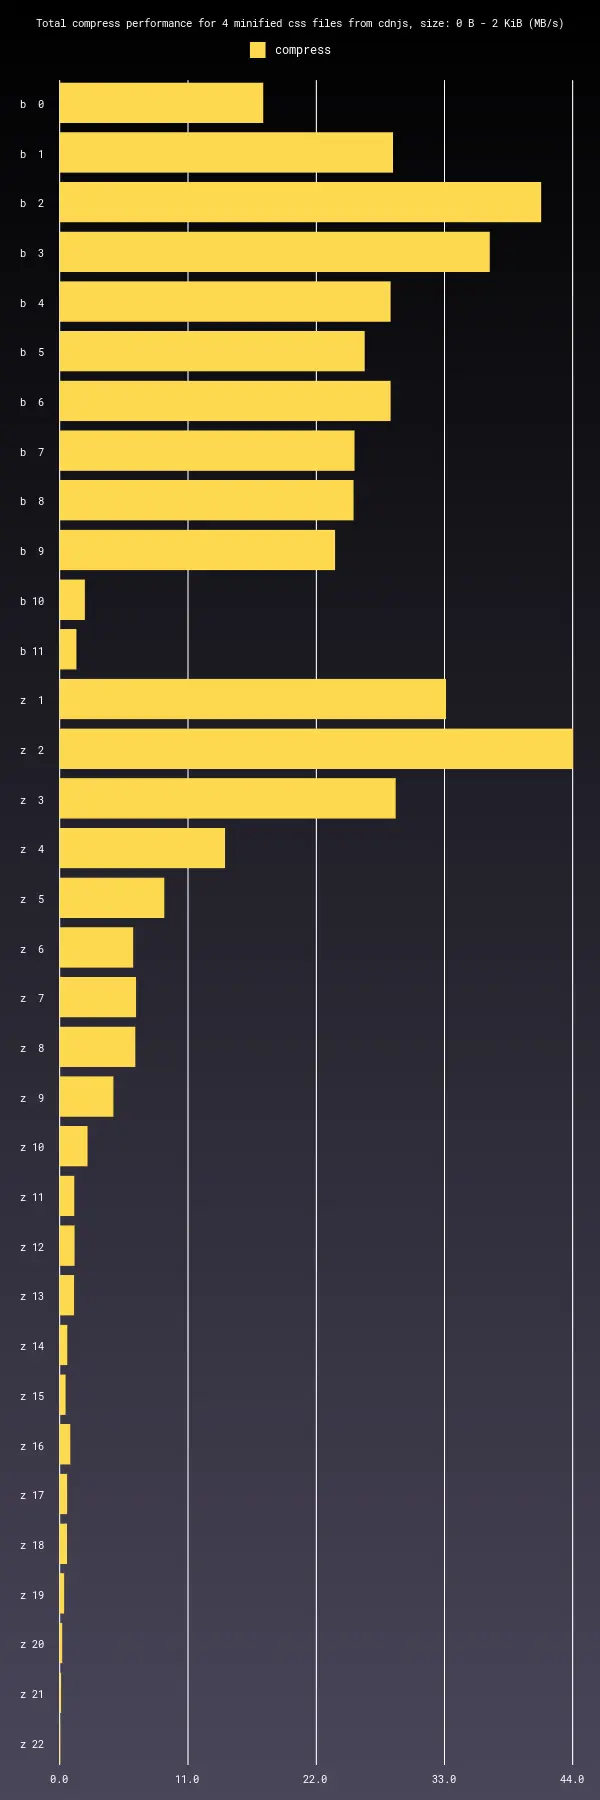 Total compress performance for 4 minified css files from cdnjs, size: 0 B - 2 KiB (MB/s)
compress
b 0
b 1
b 2
b 3
b 4
b 5
b 6
b 7
b 8
b 9
b 10
b 11
z 1
z 2
z 3
z 4
z 5
z 6
z 7
z 8
z 9
z 10
z 11
z 12
z 13
z 14
z 15
z 16
z 17
z 18
z 19
z 20
z 21
z 22
0.0 11.0 22.0 33.0 44.0